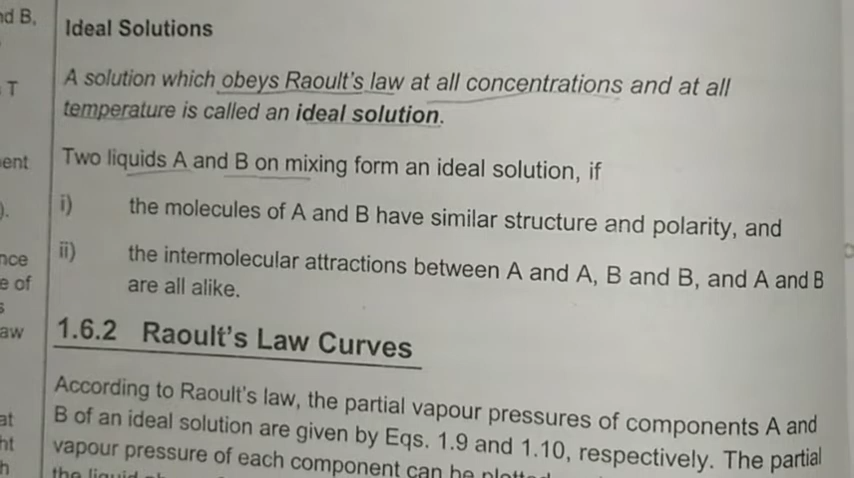 nd B,
T
ent
).
nce
e of
s
aw
at
ht
h
Ideal Solutions
A solution which obeys Raoult's law at all concentrations and at all
temperature is called an ideal solution.
Two liquids A and B on mixing form an ideal solution, if
i) the molecules of A and B have similar structure and polarity, and
ii) the intermolecular attractions between A and A, B and B, and A and B
are all alike.
1.6.2 Raoult's Law Curves
According to Raoult's law, the partial vapour pressures of components A and
B of an ideal solution are given by Eqs. 1.9 and 1.10, respectively. The partial
vapour pressure of each component can be
the